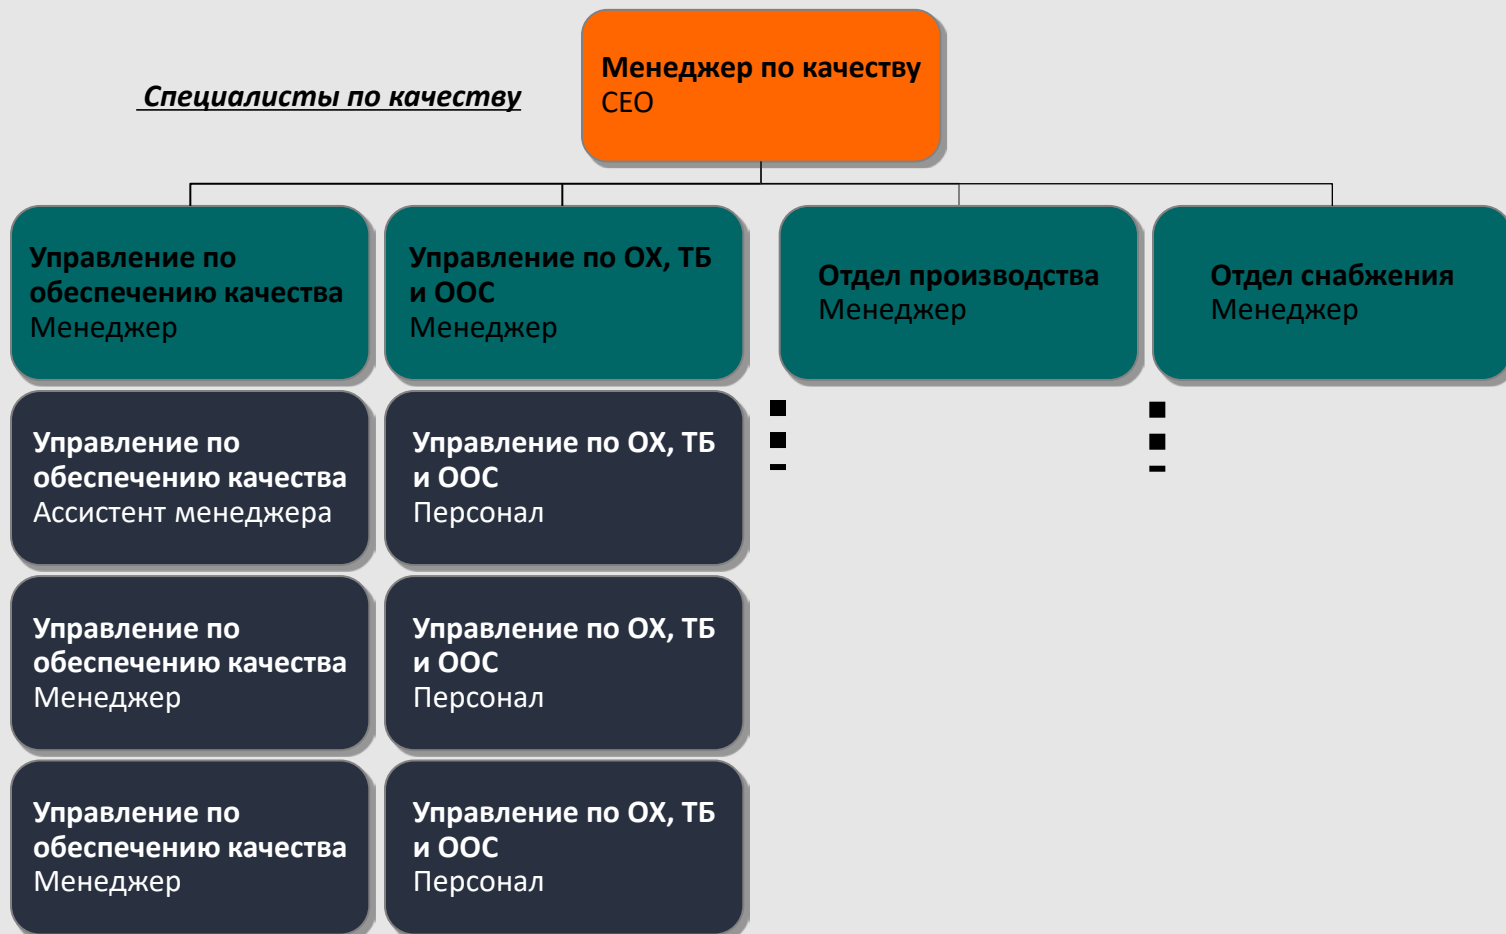 Специалисты по качеству
Менеджер по качеству
CEO
Управление по
обеспечению качества
Менеджер
Управление по ОХ, ТБ
и ООС
Менеджер
Отдел производства
Менеджер
Отдел снабжения
Менеджер
Управление по
обеспечению качества
Ассистент менеджера
Управление по ОХ, ТБ
и ООС
Персонал
Управление по
обеспечению качества
Менеджер
Управление по ОХ, ТБ
и ООС
Персонал
Управление по
обеспечению качества
Менеджер
Управление по ОХ, ТБ
и ООС
Персонал